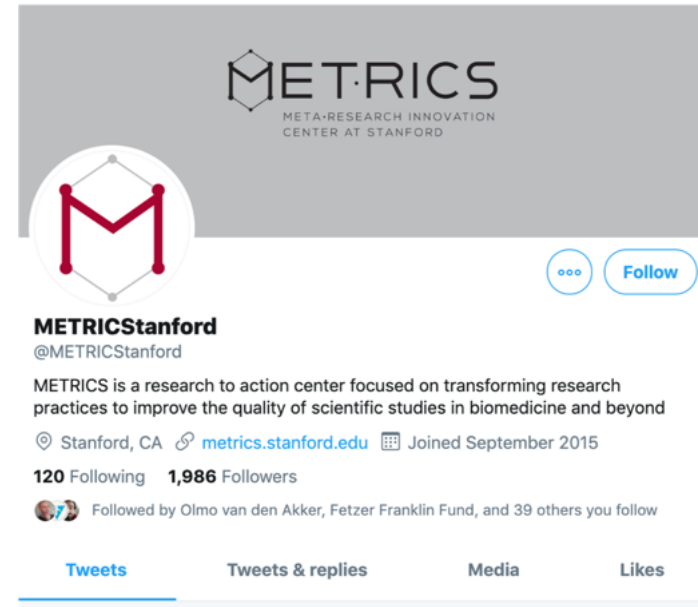 MET·RICS
META•RESEARCH INNOVATION
CENTER AT STANFORD
M
Follow
METRICStanford
@METRICStanford
METRICS is a research to action center focused on transforming research
practices to improve the quality of scientific studies in biomedicine and beyond
Stanford, CA metrics.stanford.edu Joined September 2015
120 Following 1,986 Followers
Followed by Olmo van den Akker, Fetzer Franklin Fund, and 39 others you follow
Tweets Tweets & replies Media Likes